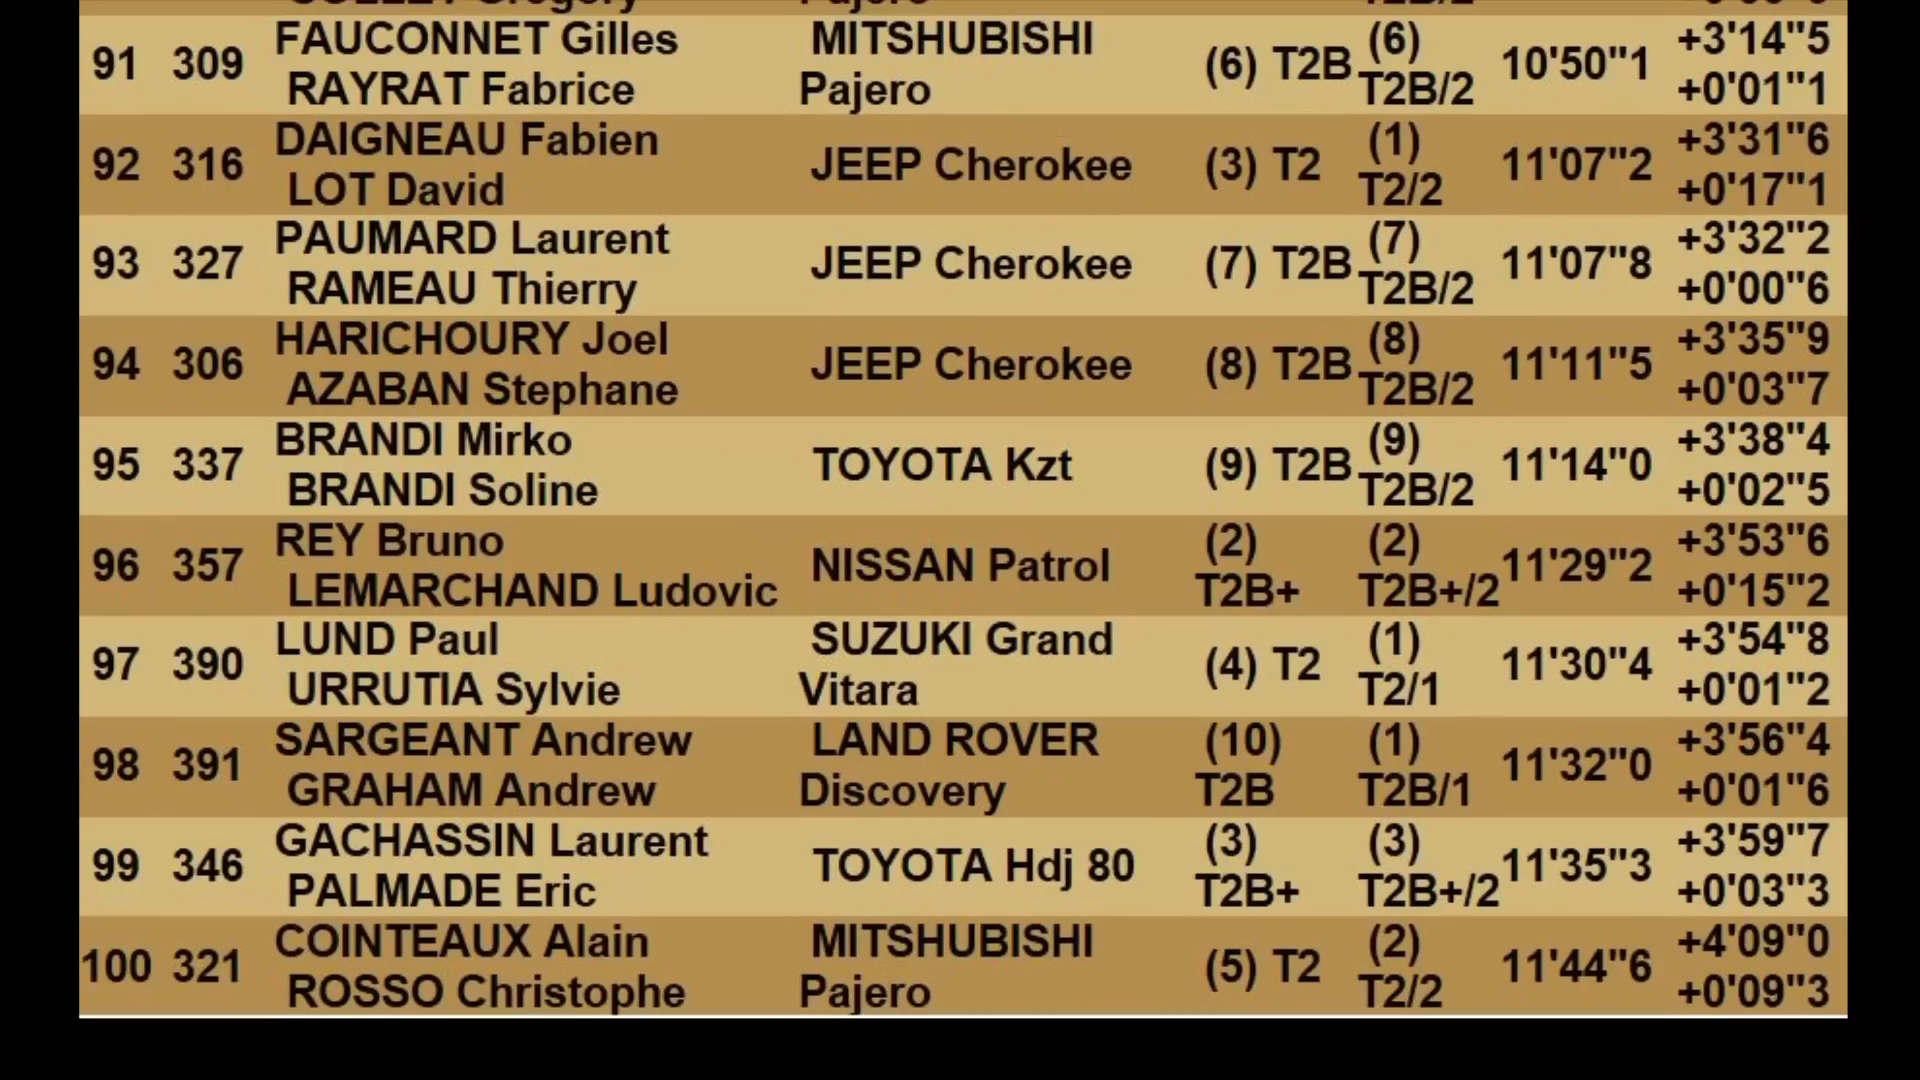 91 309 FAUCONNET Gilles RAYRAT Fabrice MITSHUBISHI Pajero (6) T2B (6) T2B/2 10'50"1 +3'14"5 +0'01"1
92 316 DAIGNEAU Fabien LOT David JEEP Cherokee (3) T2 (1) T2/2 11'07"2 +3'31"6 +0'17"1
93 327 PAUMARD Laurent RAMEAU Thierry JEEP Cherokee (7) T2B (7) T2B/2 11'07"8 +3'32"2 +0'00"6
94 306 HARICHOURY Joel AZABAN Stephane JEEP Cherokee (8) T2B (8) T2B/2 11'11"5 +3'35"9 +0'03"7
95 337 BRANDI Mirko BRANDI Soline TOYOTA Kzt (9) T2B (9) T2B/2 11'14"0 +3'38"4 +0'02"5
96 357 REY Bruno LEMARCHAND Ludovic NISSAN Patrol (2) T2B+ (2) T2B+/2 11'29"2 +3'53"6 +0'15"2
97 390 LUND Paul URRUTIA Sylvie SUZUKI Grand Vitara (4) T2 (1) T2/1 11'30"4 +3'54"8 +0'01"2
98 391 SARGEANT Andrew GRAHAM Andrew LAND ROVER Discovery (10) T2B (1) T2B/1 11'32"0 +3'56"4 +0'01"6
99 346 GACHASSIN Laurent PALMADE Eric TOYOTA Hdj 80 (3) T2B+ (3) T2B+/2 11'35"3 +3'59"7 +0'03"3
100 321 COINTEAUX Alain ROSSO Christophe MITSHUBISHI Pajero (5) T2 (2) T2/2 11'44"6 +4'09"0 +0'09"3